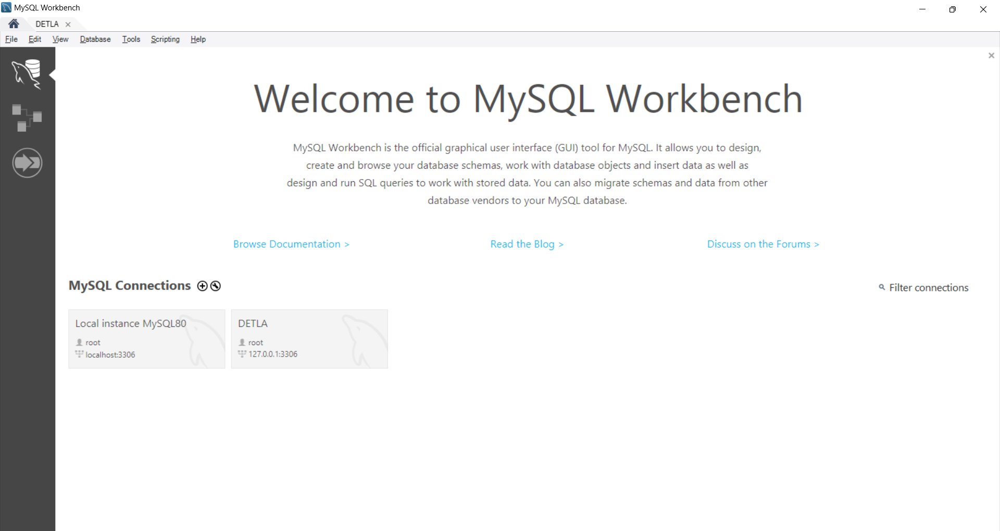 MySQL Workbench
DETLA
File Edit View Database Tools Scripting Help
Welcome to MySQL Workbench
MySQL Workbench is the official graphical user interface (GUI) tool for MySQL. It allows you to design,
create and browse your database schemas, work with database objects and insert data as well as
design and run SQL queries to work with stored data. You can also migrate schemas and data from other
database vendors to your MySQL database.
Browse Documentation > Read the Blog > Discuss on the Forums >
MySQL Connections
Filter connections
Local instance MySQL80
root
localhost:3306
DETLA
root
127.0.0.1:3306